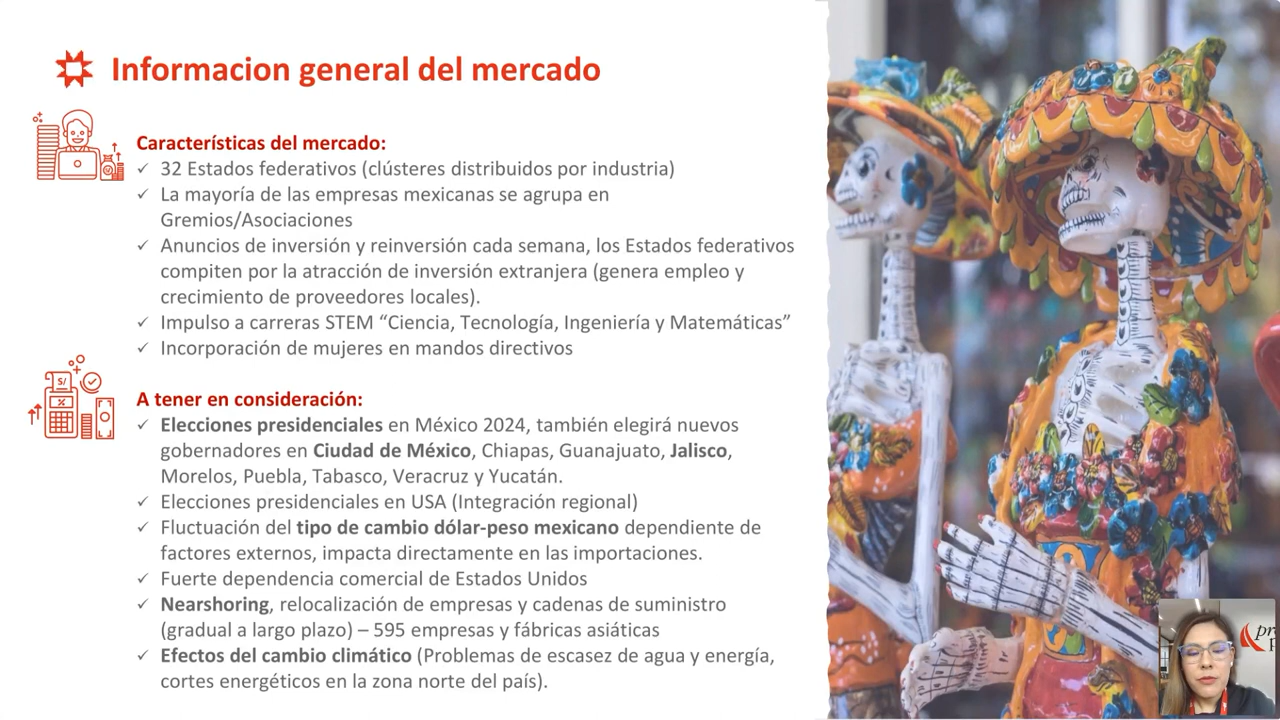 Informacion general del mercado
Características del mercado:
✓ 32 Estados federativos (clústeres distribuidos por industria)
✓ La mayoría de las empresas mexicanas se agrupa en
Gremios/Asociaciones
✓ Anuncios de inversión y reinversión cada semana, los Estados federativos
compiten por la atracción de inversión extranjera (genera empleo y
crecimiento de proveedores locales).
✓ Impulso a carreras STEM “Ciencia, Tecnología, Ingeniería y Matemáticas”
✓ Incorporación de mujeres en mandos directivos
S/
%
A tener en consideración:
✓ Elecciones presidenciales en México 2024, también elegirá nuevos
gobernadores en Ciudad de México, Chiapas, Guanajuato, Jalisco,
Morelos, Puebla, Tabasco, Veracruz y Yucatán.
✓ Elecciones presidenciales en USA (Integración regional)
✓ Fluctuación del tipo de cambio dólar-peso mexicano dependiente de
factores externos, impacta directamente en las importaciones.
✓ Fuerte dependencia comercial de Estados Unidos
✓ Nearshoring, relocalización de empresas y cadenas de suministro
(gradual a largo plazo) – 595 empresas y fábricas asiáticas
✓ Efectos del cambio climático (Problemas de escasez de agua y energía,
cortes energéticos en la zona norte del país).